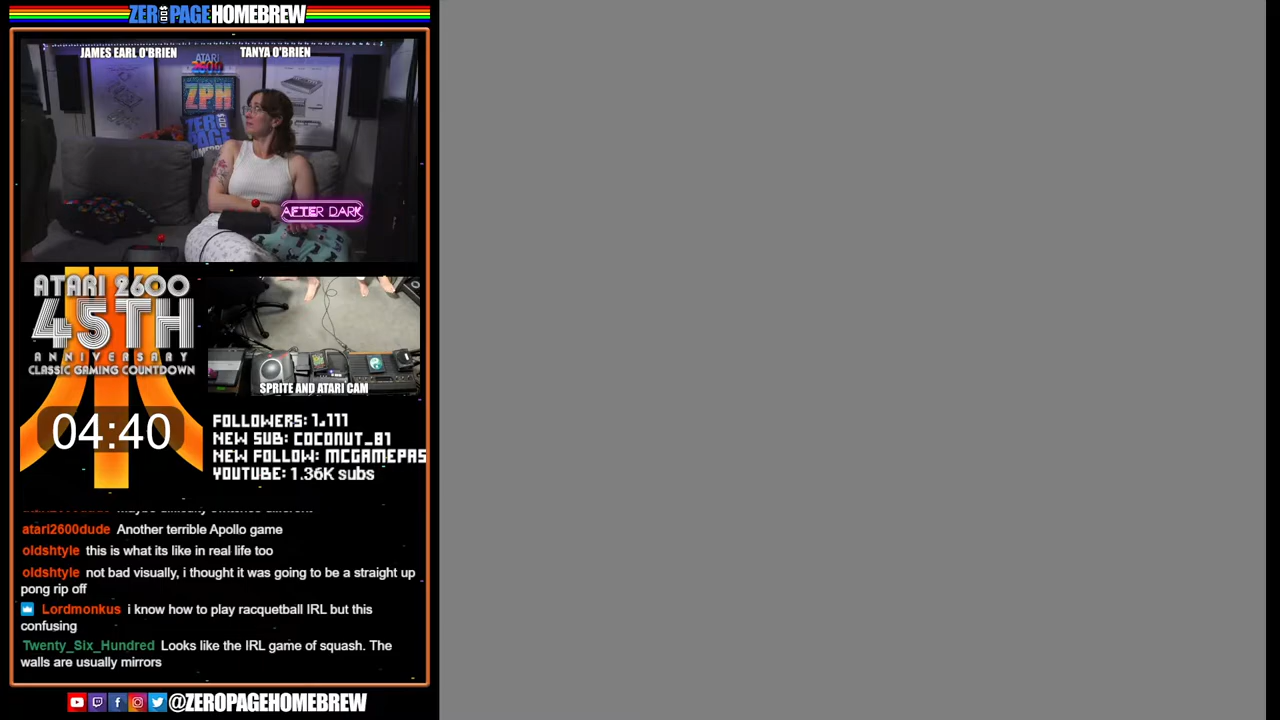 ZER PAGE HOMEBREW
JAMES EARL O'BRIEN
TANYA O'BRIEN
ATARI
2600
ZPH
ZERO
PAGE
AFTER DARK
ATARI 2600
45TH
ANNIVERSARY
CLASSIC GAMING COUNTDOWN
04:40
SPRITE AND ATARI CAM
FOLLOWERS: 1,111
NEW SUB: COCONUT_81
NEW FOLLOW: MCGAMEPAS
YOUTUBE: 1.36K subs
atari2600dude Another terrible Apollo game
oldshtyle this is what its like in real life too
oldshtyle not bad visually, i thought it was going to be a straight up
pong rip off
Lordmonkus i know how to play racquetball IRL but this
confusing
Twenty_Six_Hundred Looks like the IRL game of squash. The
walls are usually mirrors
@ZEROPAGEHOMEBREW